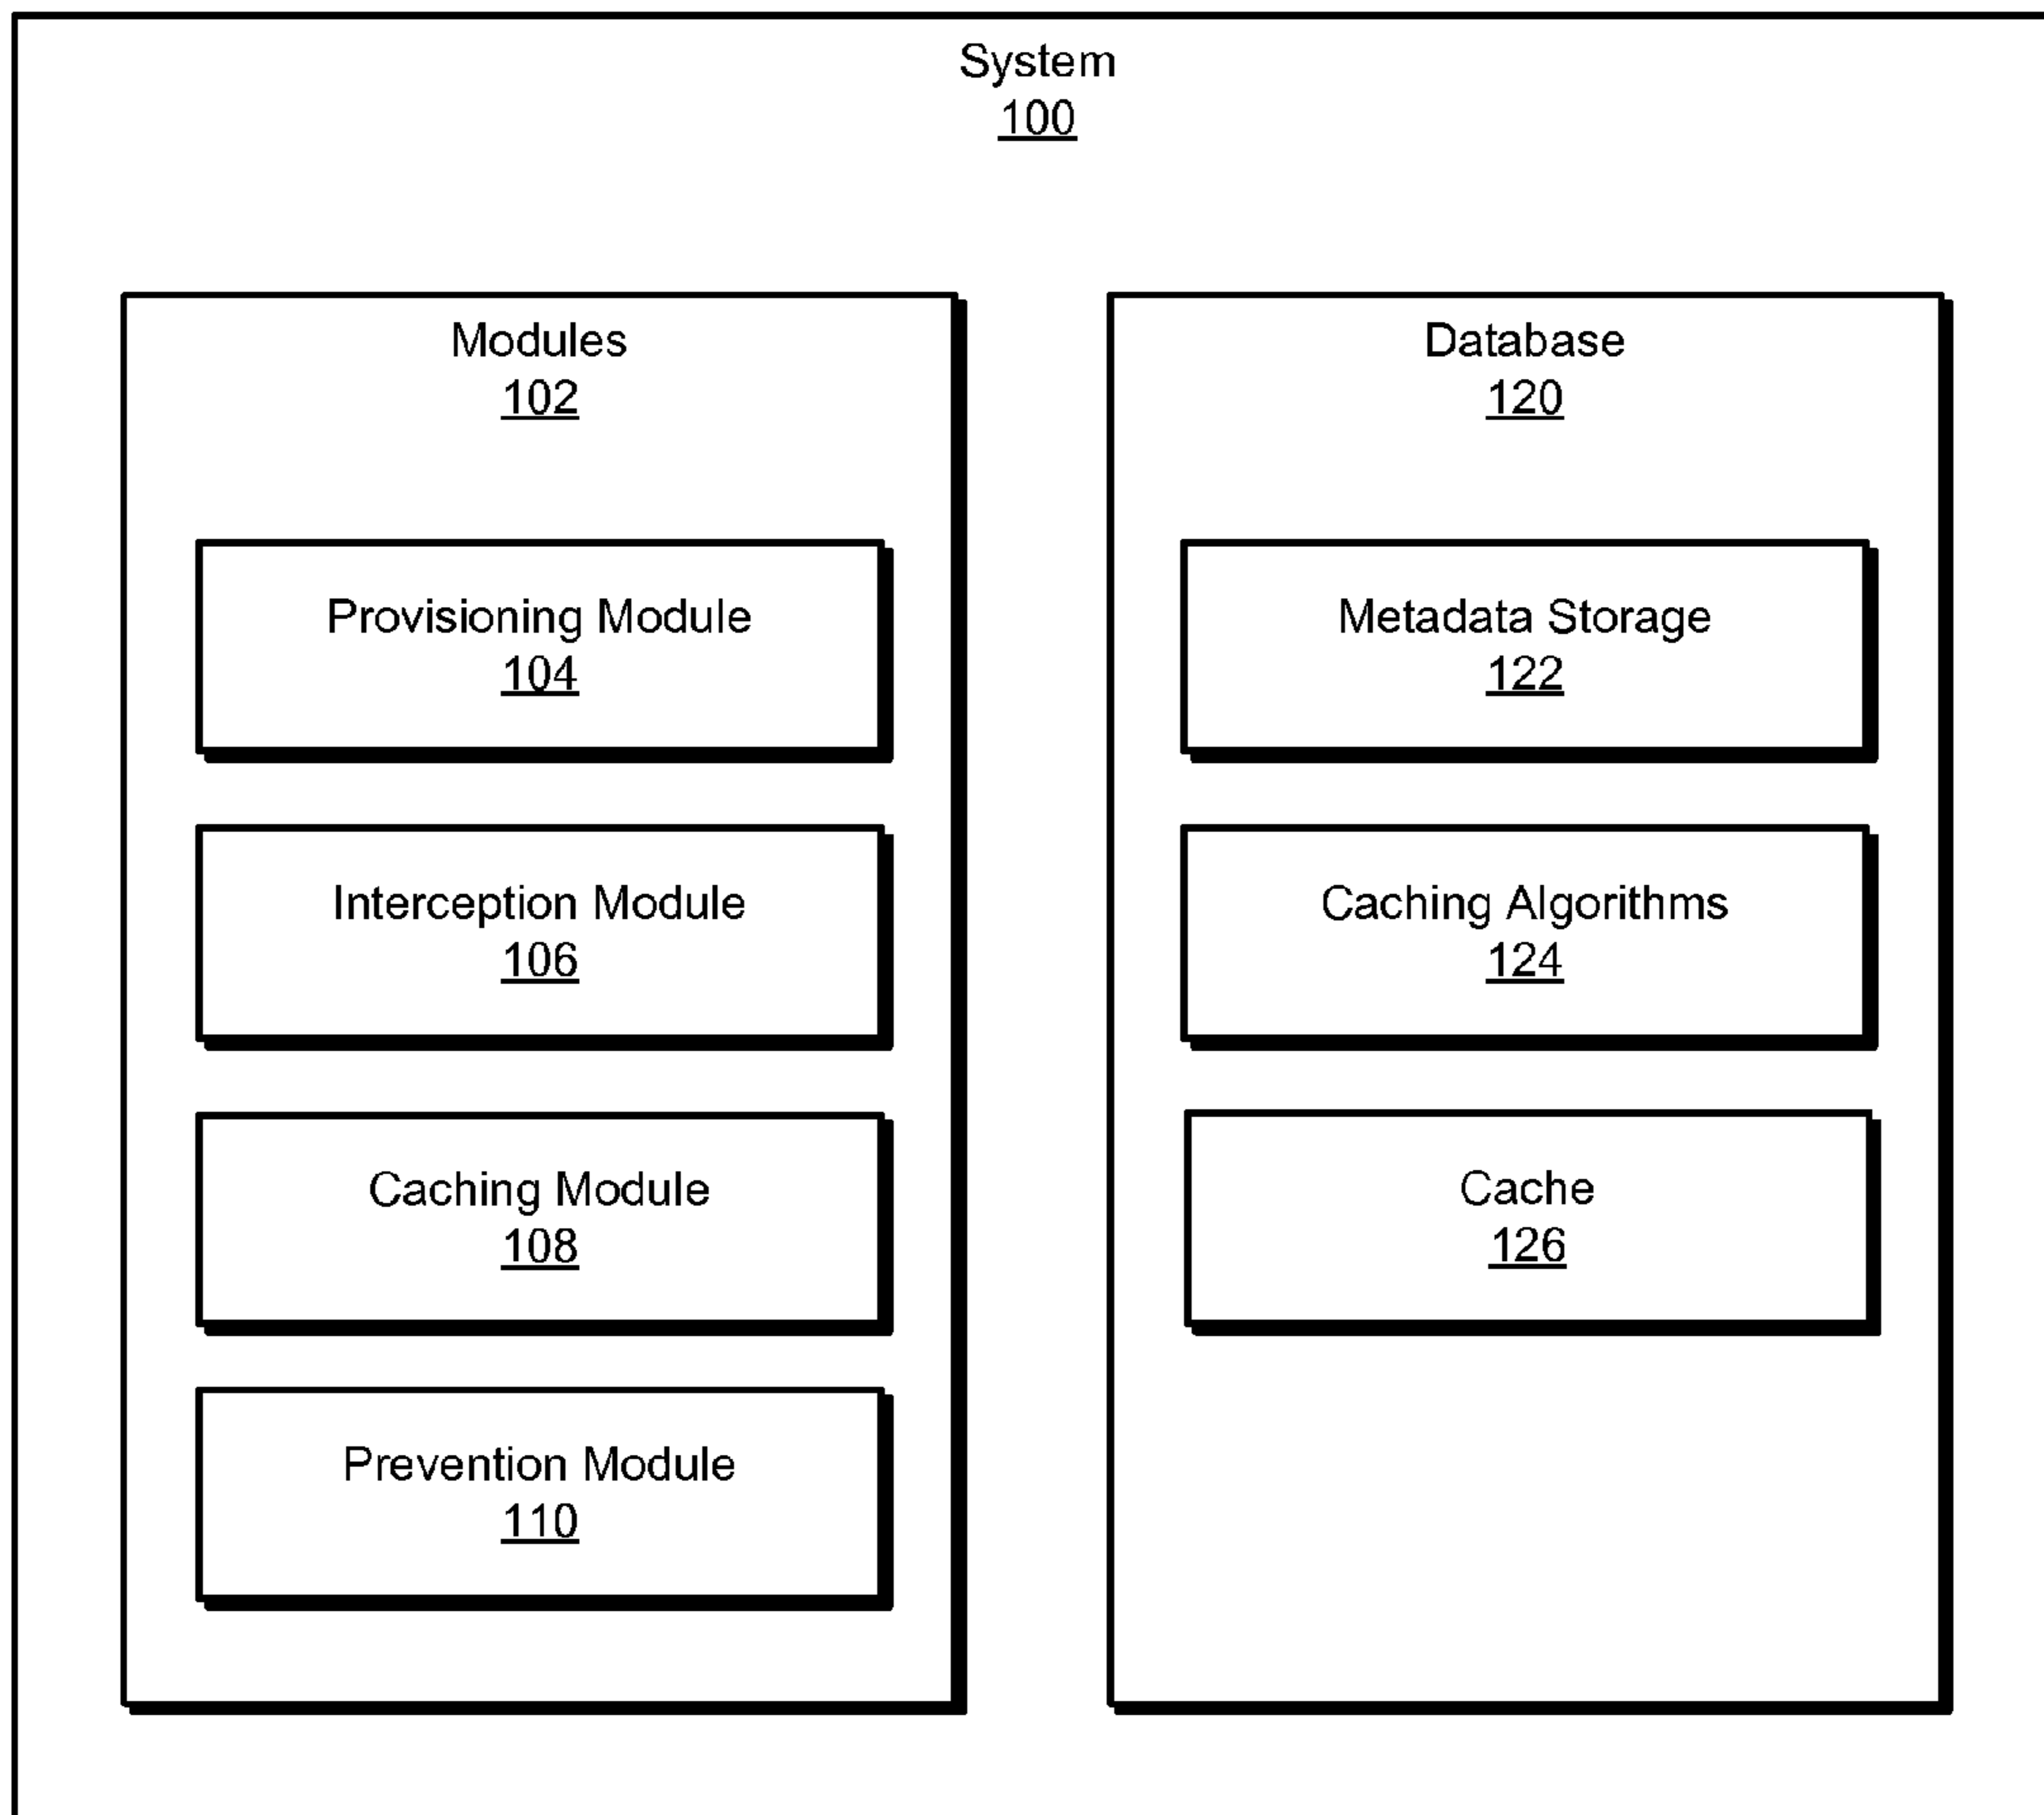 System
100
Modules
102
Provisioning Module
104
Interception Module
106
Caching Module
108
Prevention Module
110
Database
120
Metadata Storage
122
Caching Algorithms
124
Cache
126